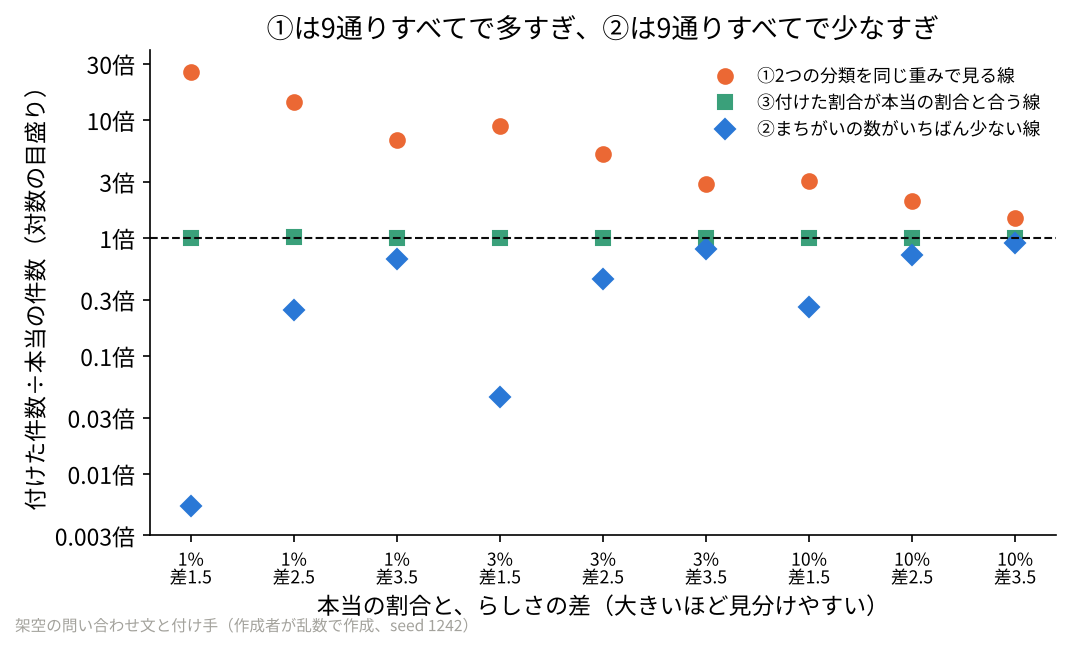 ①は9通りすべてで多すぎ、②は9通りすべてで少なすぎ
①2つの分類を同じ重みで見る線
③付けた割合が本当の割合と合う線
②まちがいの数がいちばん少ない線
付けた件数÷本当の件数（対数の目盛り）
30倍
10倍
3倍
1倍
0.3倍
0.1倍
0.03倍
0.01倍
0.003倍
1%
差1.5
1%
差2.5
1%
差3.5
3%
差1.5
3%
差2.5
3%
差3.5
10%
差1.5
10%
差2.5
10%
差3.5
本当の割合と、らしさの差（大きいほど見分けやすい）
架空の問い合わせ文と付け手（作成者が乱数で作成、seed 1242）